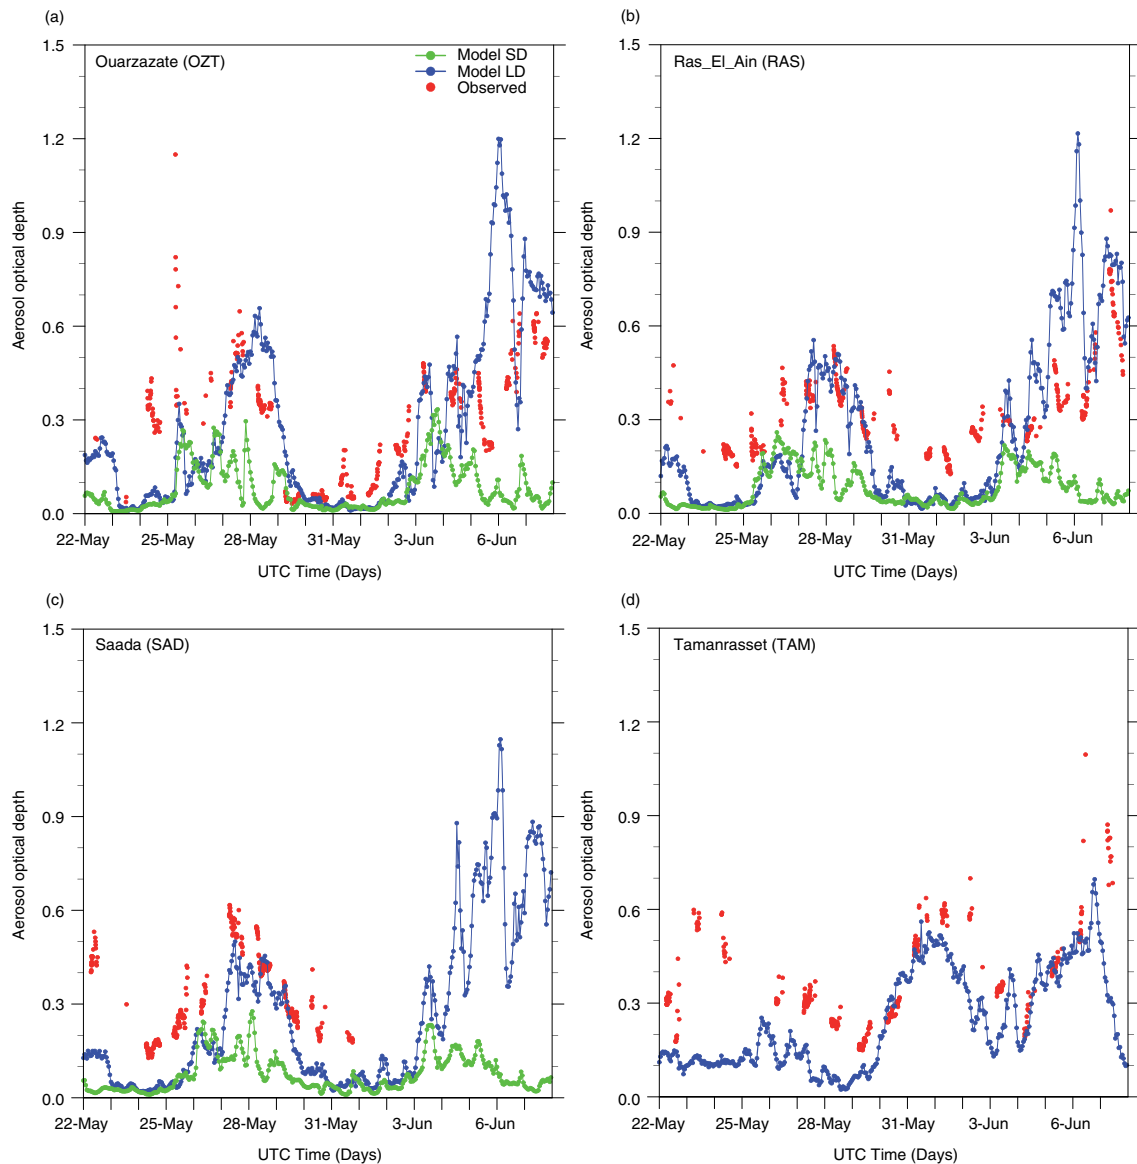 (a)
Ouarzazate (OZT)
Model SD
Model LD
Observed
1.5
1.2
0.9
0.6
0.3
0.0
Aerosol optical depth
22-May 25-May 28-May 31-May 3-Jun 6-Jun
UTC Time (Days)
(b)
Ras_El_Ain (RAS)
1.5
1.2
0.9
0.6
0.3
0.0
Aerosol optical depth
22-May 25-May 28-May 31-May 3-Jun 6-Jun
UTC Time (Days)
(c)
Saada (SAD)
1.5
1.2
0.9
0.6
0.3
0.0
Aerosol optical depth
22-May 25-May 28-May 31-May 3-Jun 6-Jun
UTC Time (Days)
(d)
Tamanrasset (TAM)
1.5
1.2
0.9
0.6
0.3
0.0
Aerosol optical depth
22-May 25-May 28-May 31-May 3-Jun 6-Jun
UTC Time (Days)